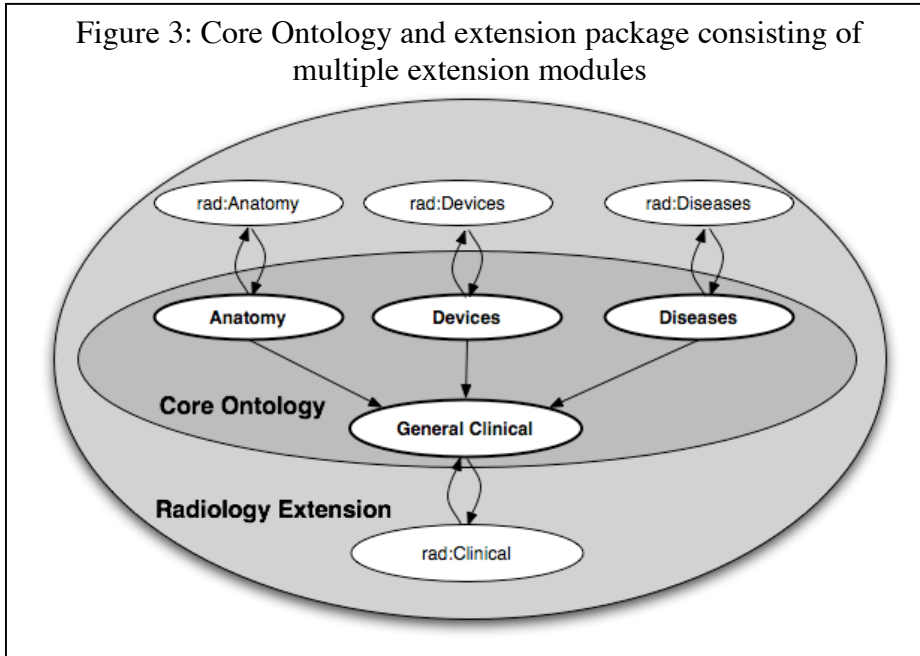 Figure 3: Core Ontology and extension package consisting of
multiple extension modules
rad:Anatomy
rad:Devices
rad:Diseases
Anatomy
Devices
Diseases
Core Ontology
General Clinical
Radiology Extension
rad:Clinical